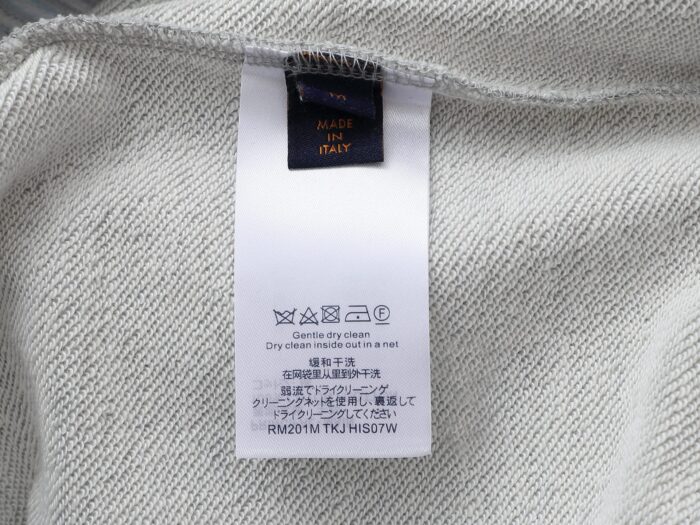 M
MADE
IN
ITALY
F
Gentle dry clean
Dry clean inside out in a net
缓和干洗
在网袋里从里到外干洗
弱流でドライクリーニング
クリーニングネットを使用し、裏返して
ドライクリーニングしてください
RM201M TKJ HIS07W